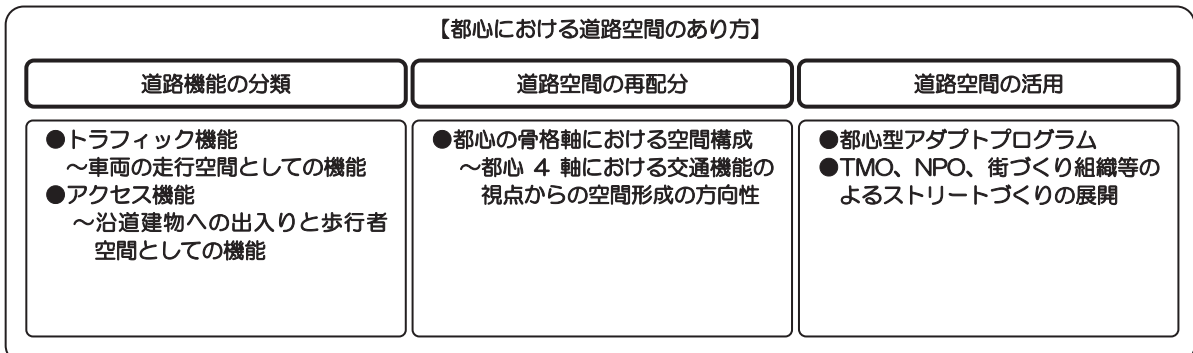 【都心における道路空間のあり方】
道路機能の分類
●トラフィック機能
～車両の走行空間としての機能
●アクセス機能
～沿道建物への出入りと歩行者
空間としての機能
道路空間の再配分
●都心の骨格軸における空間構成
～都心 4 軸における交通機能の
視点からの空間形成の方向性
道路空間の活用
●都心型アダプトプログラム
●TMO、NPO、街づくり組織等の
よるストリートづくりの展開